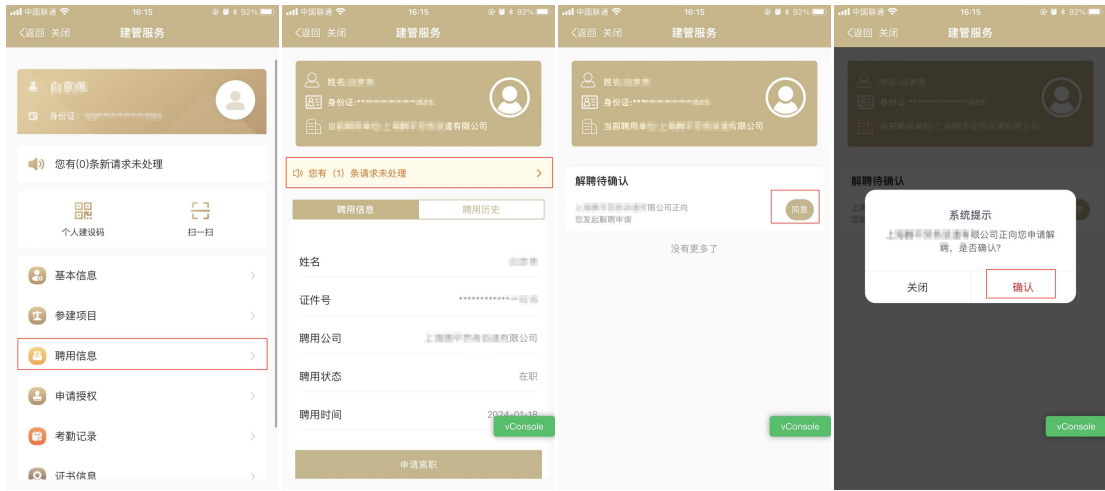 中国联通
16:15
92%
返回 关闭
建管服务
身份证:
您有(0)条新请求未处理
个人建设码
扫一扫
基本信息
参建项目
聘用信息
申请授权
考勤记录
证书信息
中国联通
16:15
92%
返回 关闭
建管服务
姓名
身份证:
有限公司
您有（1）条请求未处理
聘用信息
聘用历史
姓名
证件号
聘用公司
有限公司
聘用状态
在职
聘用时间
2024-01-18
vConsole
申请离职
中国联通
16:15
92%
返回 关闭
建管服务
姓名
身份证:
当前聘用
限公司
解聘待确认
限公司正向
您发起解聘申请
同意
没有更多了
vConsole
中国联通
16:15
92%
返回 关闭
建管服务
身份证:
解聘待确认
系统提示
限公司正向您申请解
聘，是否确认?
关闭
确认
vConsole